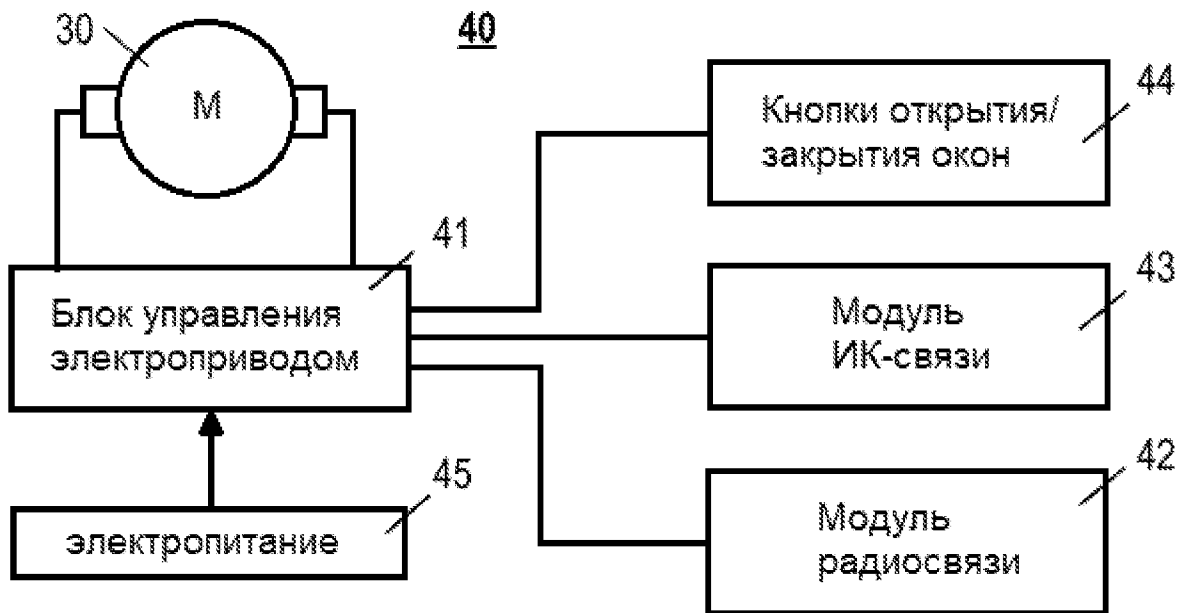 30
40
М
44
Кнопки открытия/
закрытия окон
41
Блок управления
электроприводом
43
Модуль
ИК-связи
45
электропитание
42
Модуль
радиосвязи